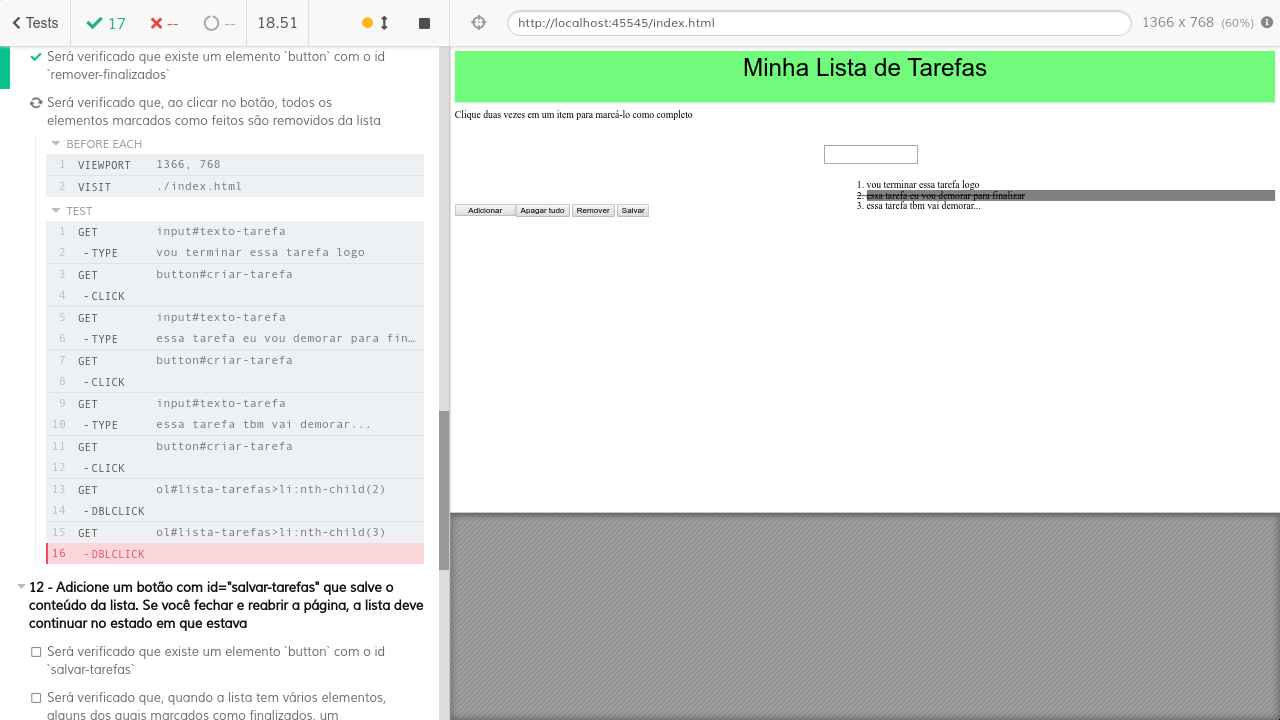 Tests
17
--
--
18.51
http://localhost:45545/index.html
1366 x 768 (60%)
Será verificado que existe um elemento `button` com o id
`remover-finalizados`
Será verificado que, ao clicar no botão, todos os
elementos marcados como feitos são removidos da lista
BEFORE EACH
1 VIEWPORT 1366, 768
2 VISIT ./index.html
TEST
1 GET input#texto-tarefa
2 -TYPE vou terminar essa tarefa logo
3 GET button#criar-tarefa
4 -CLICK
5 GET input#texto-tarefa
6 -TYPE essa tarefa eu vou demorar para fin…
7 GET button#criar-tarefa
8 -CLICK
9 GET input#texto-tarefa
10 -TYPE essa tarefa tbm vai demorar...
11 GET button#criar-tarefa
12 -CLICK
13 GET ol#lista-tarefas>li:nth-child(2)
14 -DBLCLICK
15 GET ol#lista-tarefas>li:nth-child(3)
16 -DBLCLICK
12 - Adicione um botão com id="salvar-tarefas" que salve o
conteúdo da lista. Se você fechar e reabrir a página, a lista deve
continuar no estado em que estava
Será verificado que existe um elemento `button` com o id
`salvar-tarefas`
Será verificado que, quando a lista tem vários elementos,
alguns dos quais marcados como finalizados, um
Minha Lista de Tarefas
Clique duas vezes em um item para marcá-lo como completo
1. vou terminar essa tarefa logo
2. essa tarefa eu vou demorar para finalizar
3. essa tarefa tbm vai demorar...
Adicionar Apagar tudo Remover Salvar